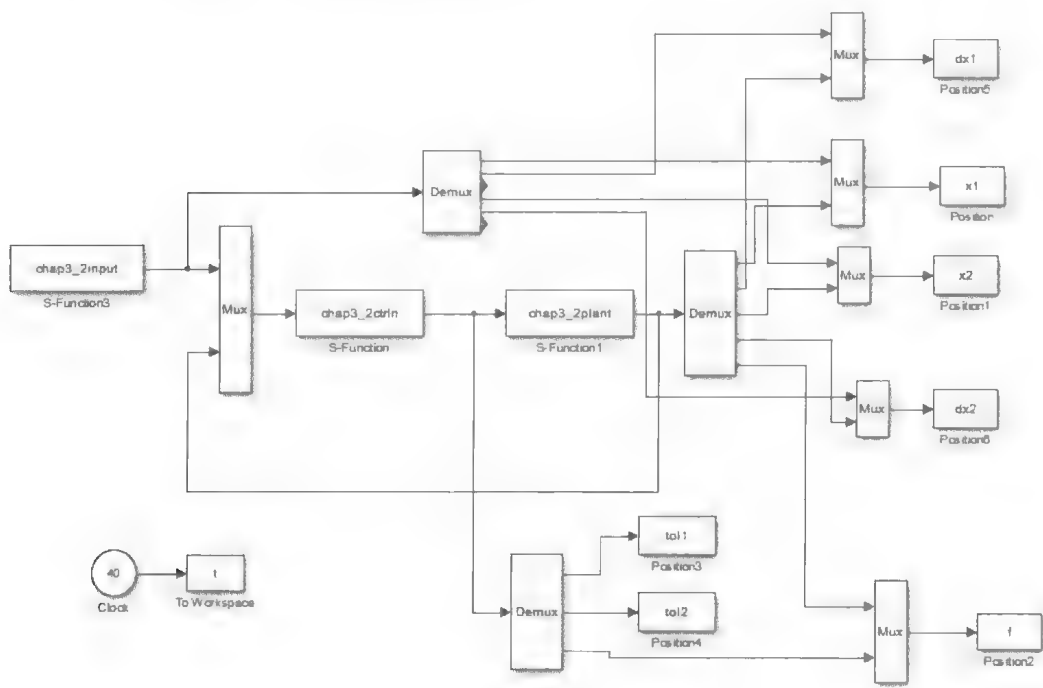 Mux
dx1
Position5
Demux
Mux
x1
Position
chap3_2input
S-Function3
Mux
chap3_2ctrln
S-Function
chap3_2plant
S-Function1
Demux
Mux
x2
Position1
Mux
dx2
Position6
tol1
Position3
40
Clock
t
To Workspace
Demux
tol2
Position4
Mux
f
Position2